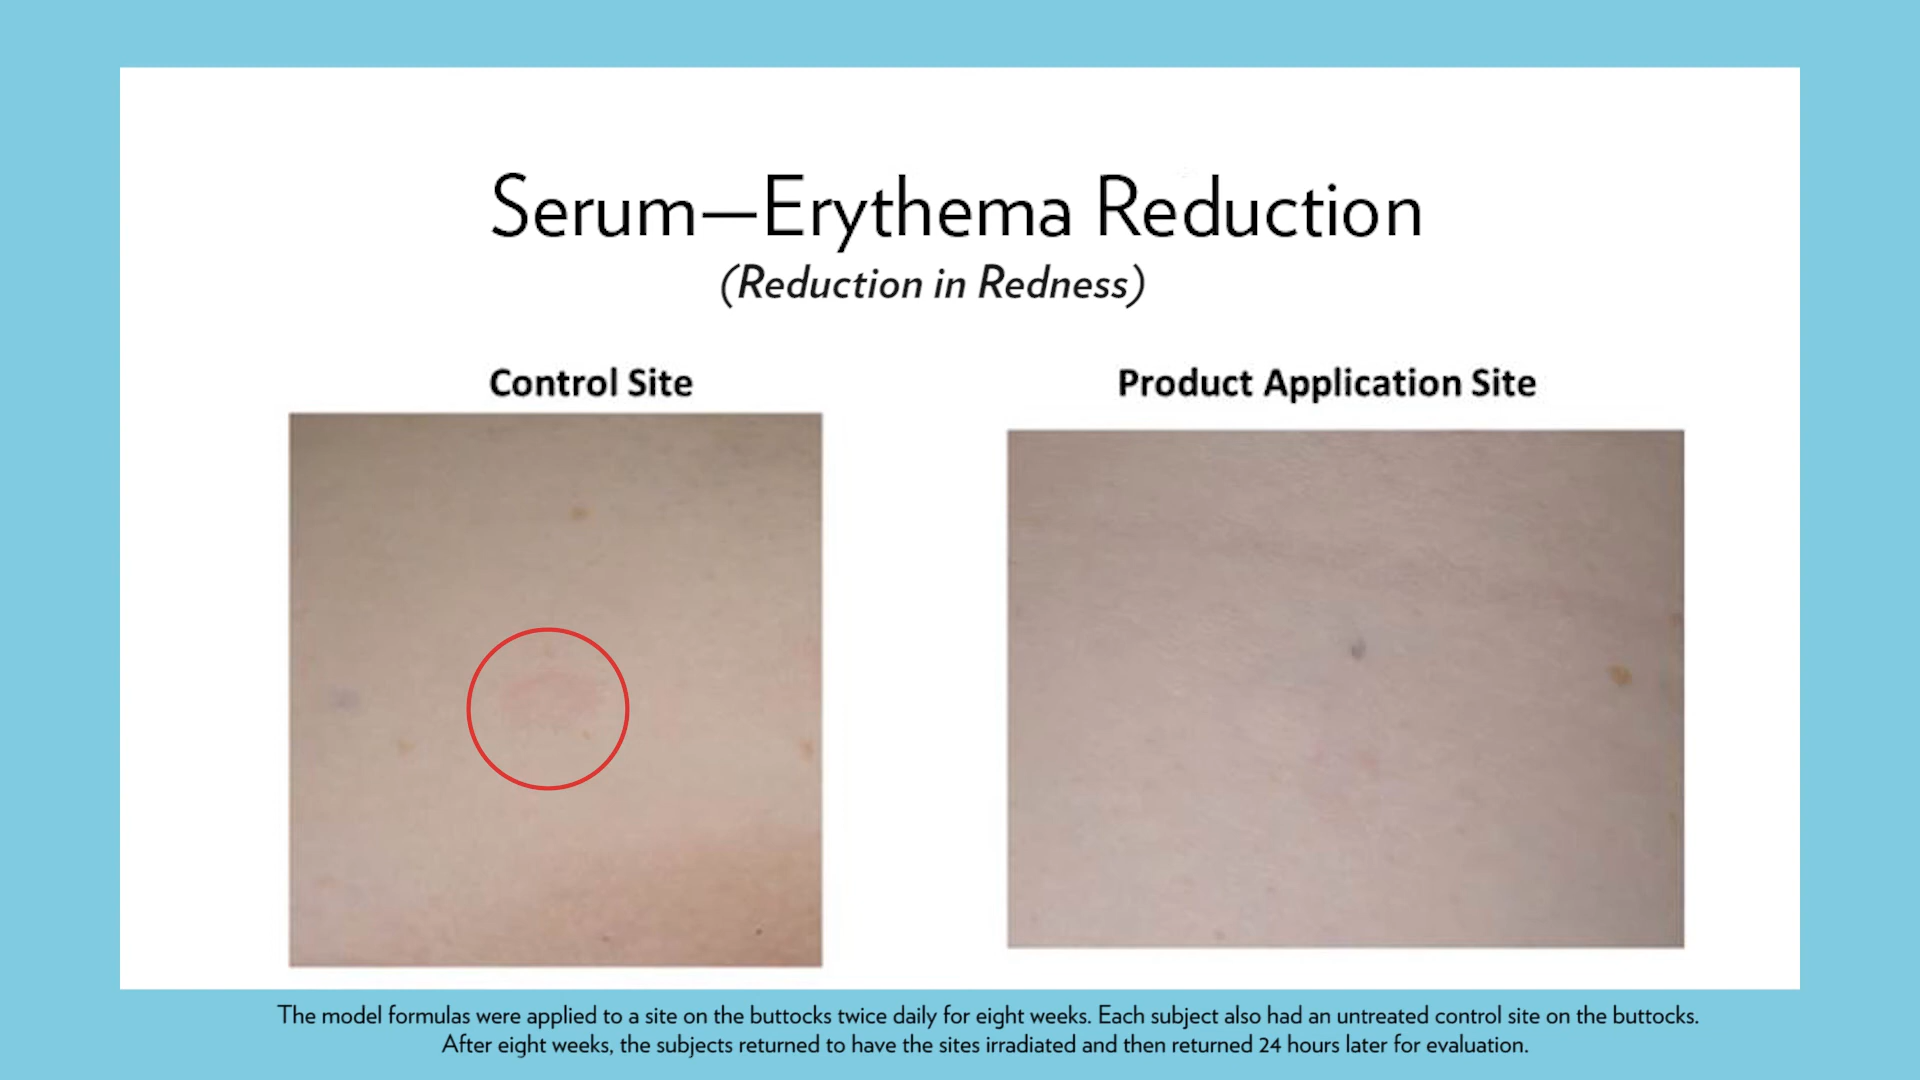 Serum—Erythema Reduction
(Reduction in Redness)
Control Site
Product Application Site
The model formulas were applied to a site on the buttocks twice daily for eight weeks. Each subject also had an untreated control site on the buttocks.
After eight weeks, the subjects returned to have the sites irradiated and then returned 24 hours later for evaluation.